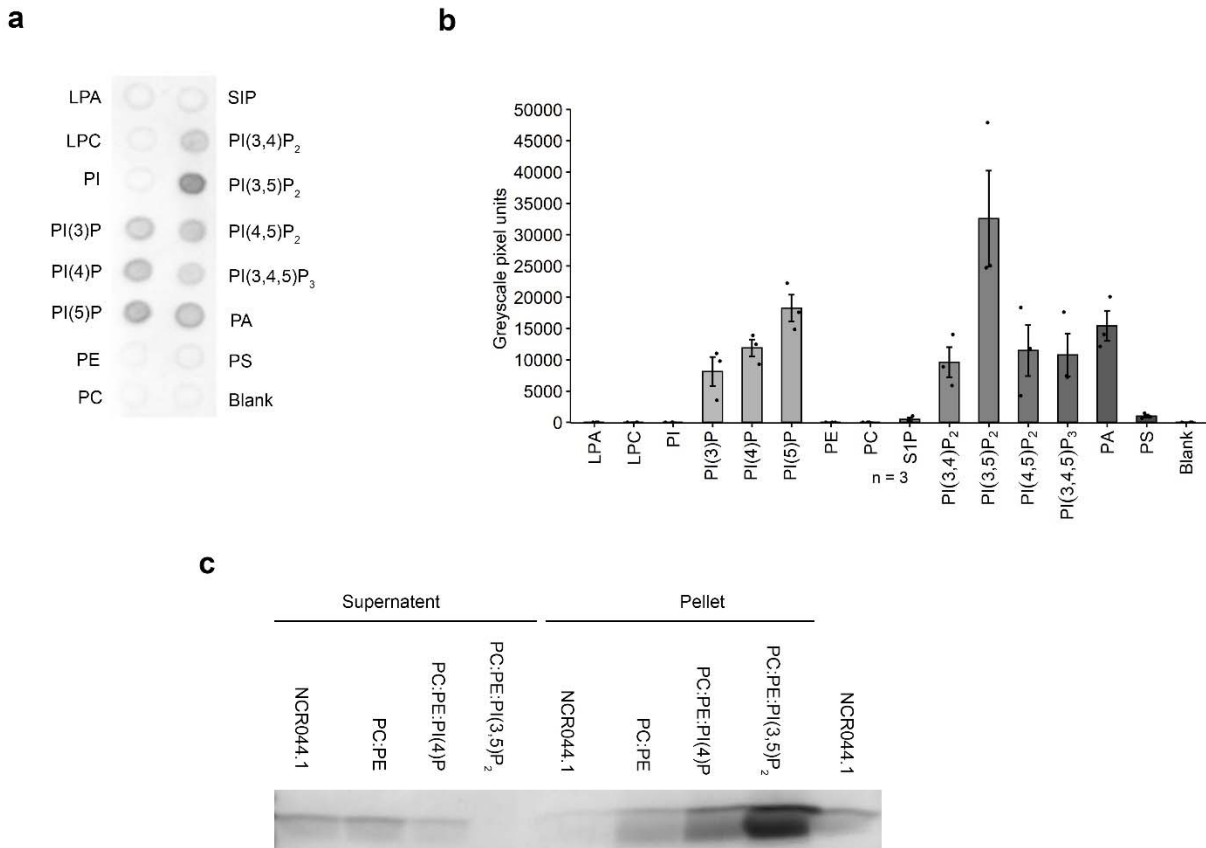 a
LPA SIP
LPC PI(3,4)P₂
PI PI(3,5)P₂
PI(3)P PI(4,5)P₂
PI(4)P PI(3,4,5)P₃
PI(5)P PA
PE PS
PC Blank
b
Greyscale pixel units
50000
45000
40000
35000
30000
25000
20000
15000
10000
5000
0
LPA LPC PI PI(3)P PI(4)P PI(5)P PE PC S1P PI(3,4)P₂ PI(3,5)P₂ PI(4,5)P₂ PI(3,4,5)P₃ PA PS Blank
n = 3
c
Supernatent Pellet
NCR044.1 PC:PE PC:PE:PI(4)P PC:PE:PI(3,5)P₂ NCR044.1 PC:PE PC:PE:PI(4)P PC:PE:PI(3,5)P₂ NCR044.1